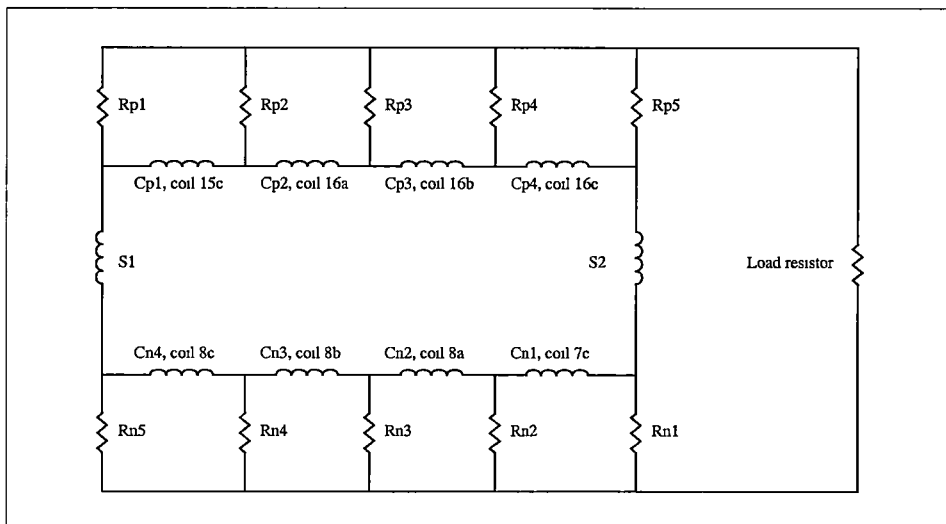 Rp1 Rp2 Rp3 Rp4 Rp5
Cp1, coil 15c Cp2, coil 16a Cp3, coil 16b Cp4, coil 16c
S1 S2 Load resistor
Cn4, coil 8c Cn3, coil 8b Cn2, coil 8a Cn1, coil 7c
Rn5 Rn4 Rn3 Rn2 Rn1